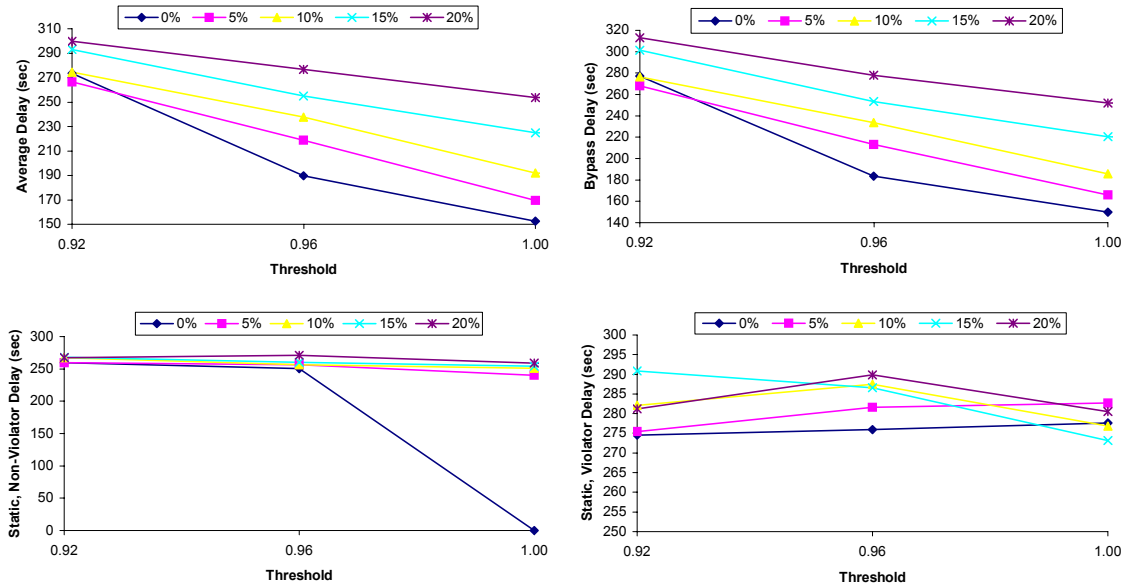 0% 5% 10% 15% 20%
310
290
270
250
230
210
190
170
150
Average Delay (sec)
0.92 0.96 1.00
Threshold
0% 5% 10% 15% 20%
320
300
280
260
240
220
200
180
160
140
Bypass Delay (sec)
0.92 0.96 1.00
Threshold
0% 5% 10% 15% 20%
300
250
200
150
100
50
0
Static, Non-Violator Delay (sec)
0.92 0.96 1.00
Threshold
0% 5% 10% 15% 20%
300
295
290
285
280
275
270
265
260
255
250
Static, Violator Delay (sec)
0.92 0.96 1.00
Threshold